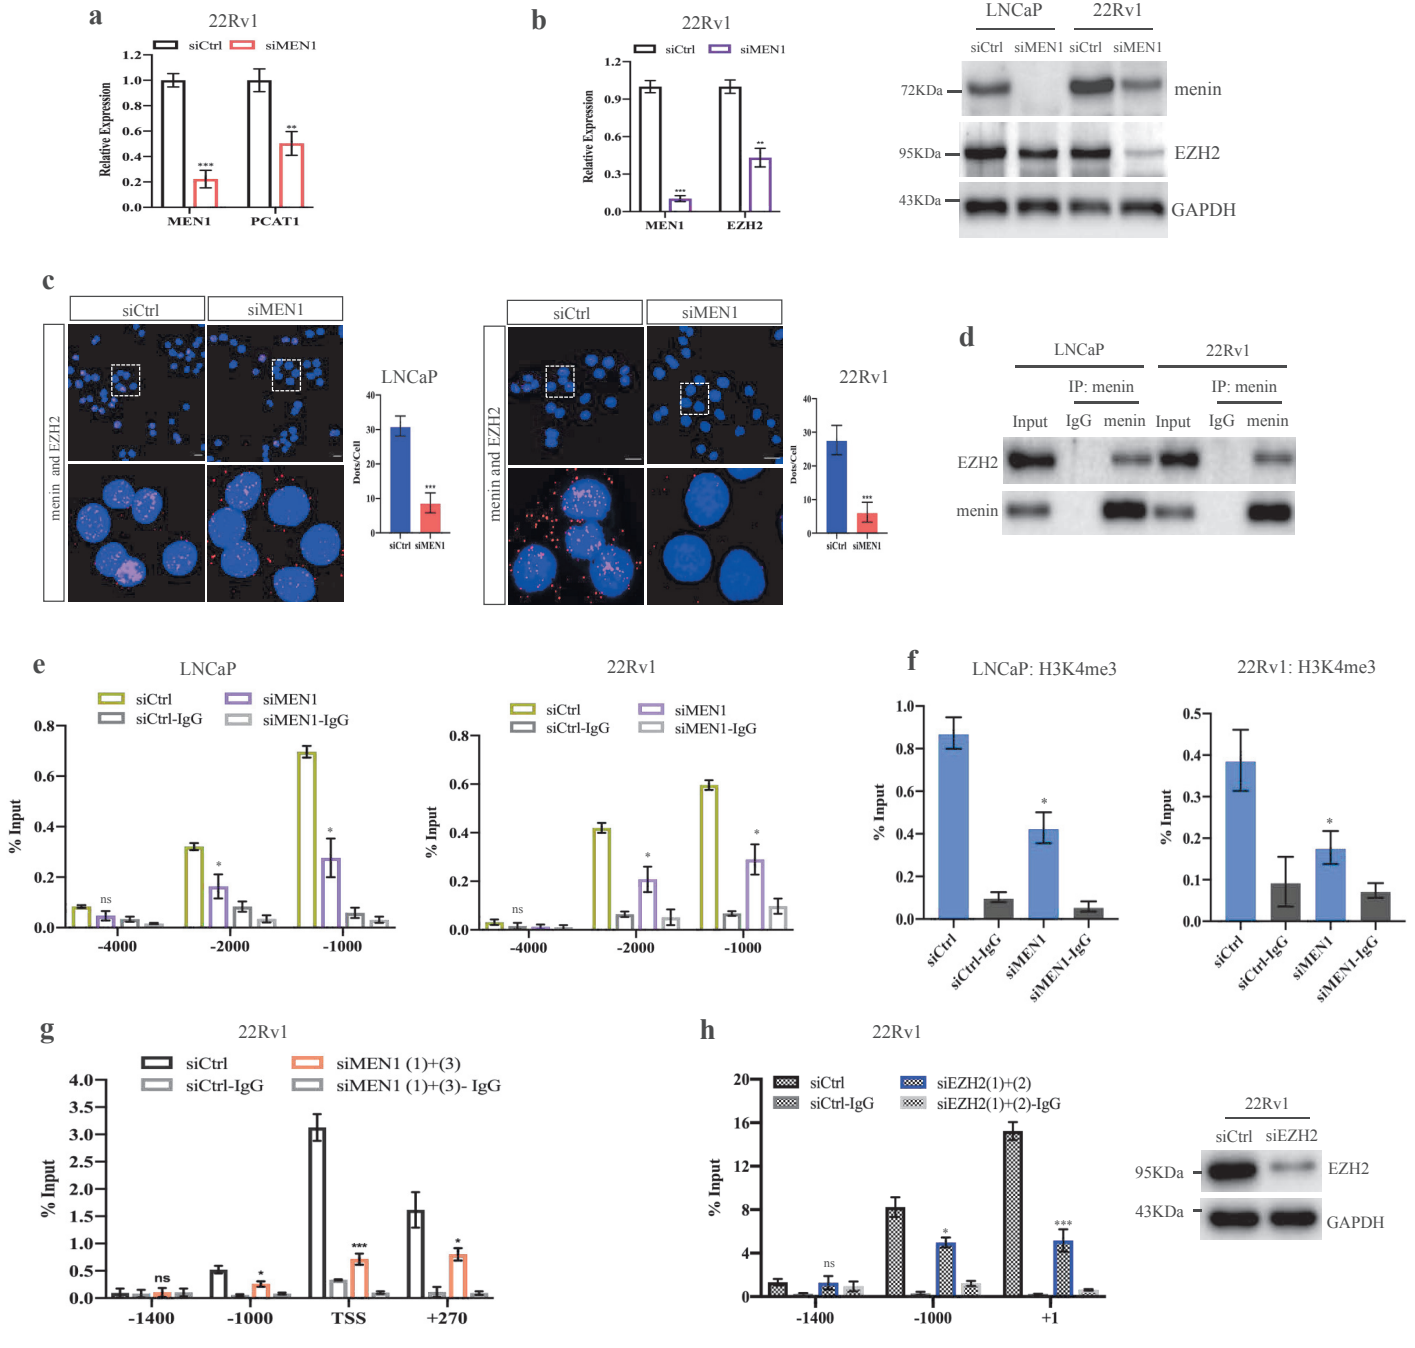 a
22Rv1
siCtrl siMEN1
Relative Expression
1.2
1.0
0.8
0.6
0.4
0.2
0.0
***
**
MEN1 PCAT1
b
22Rv1
siCtrl siMEN1
Relative Expression
1.2
0.9
0.6
0.3
0.0
***
**
MEN1 EZH2
LNCaP 22Rv1
siCtrl siMEN1 siCtrl siMEN1
72KDa menin
95KDa EZH2
43KDa GAPDH
c
siCtrl siMEN1
menin and EZH2
LNCaP
Dots/Cell
40
30
20
10
0
***
siCtrl siMEN1
siCtrl siMEN1
menin and EZH2
22Rv1
Dots/Cell
40
30
20
10
0
***
siCtrl siMEN1
d
LNCaP 22Rv1
IP: menin IP: menin
Input IgG menin Input IgG menin
EZH2
menin
e
LNCaP
siCtrl siMEN1
siCtrl-IgG siMEN1-IgG
% Input
0.8
0.6
0.4
0.2
0.0
ns
*
*
-4000 -2000 -1000
22Rv1
siCtrl siMEN1
siCtrl-IgG siMEN1-IgG
% Input
0.8
0.6
0.4
0.2
0.0
ns
*
*
-4000 -2000 -1000
f
LNCaP: H3K4me3
% Input
1.0
0.8
0.6
0.4
0.2
0.0
*
siCtrl siCtrl-IgG siMEN1 siMEN1-IgG
22Rv1: H3K4me3
% Input
0.5
0.4
0.3
0.2
0.1
0.0
*
siCtrl siCtrl-IgG siMEN1 siMEN1-IgG
g
22Rv1
siCtrl siMEN1 (1)+(3)
siCtrl-IgG siMEN1 (1)+(3)- IgG
% Input
4.0
3.5
3.0
2.5
2.0
1.5
1.0
0.5
0.0
ns
*
***
*
-1400 -1000 TSS +270
h
22Rv1
siCtrl siEZH2(1)+(2)
siCtrl-IgG siEZH2(1)+(2)-IgG
% Input
20
16
12
8
4
0
ns
*
***
-1400 -1000 +1
22Rv1
siCtrl siEZH2
95KDa EZH2
43KDa GAPDH